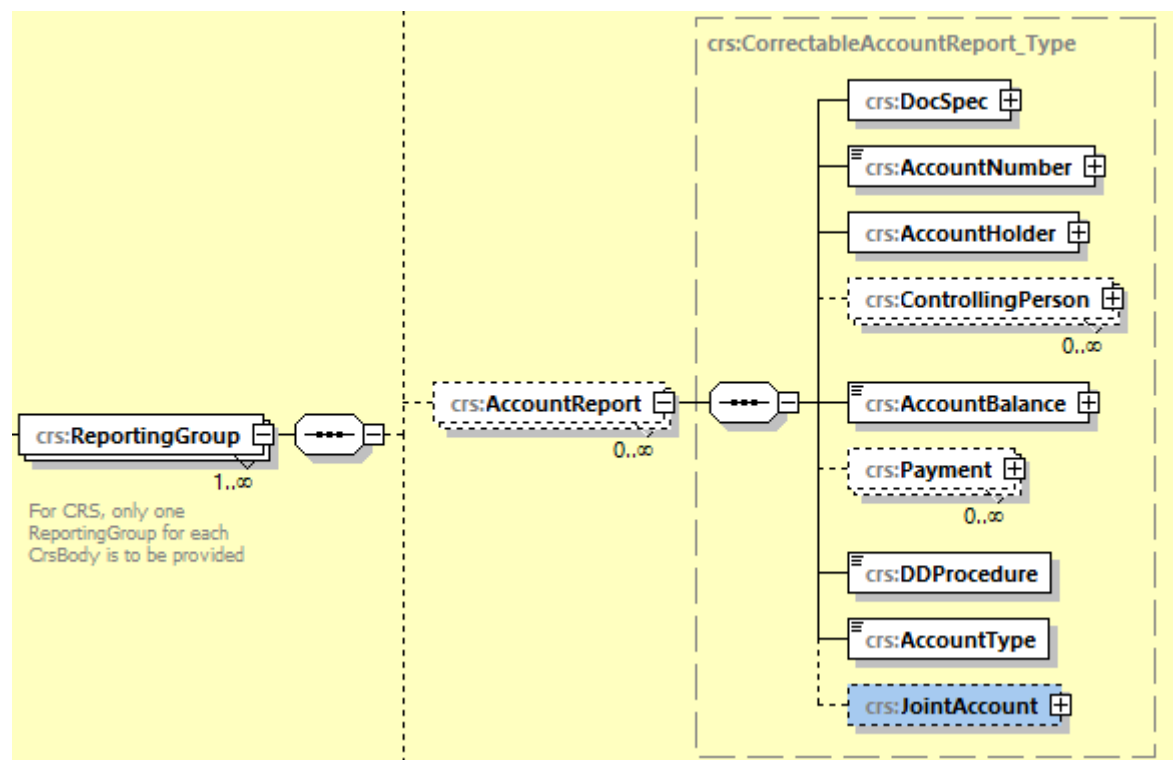 crs:CorrectableAccountReport_Type
crs:DocSpec
crs:AccountNumber
crs:AccountHolder
crs:ControllingPerson
0..∞
crs:ReportingGroup
1..∞
For CRS, only one
ReportingGroup for each
CrsBody is to be provided
crs:AccountReport
0..∞
crs:AccountBalance
crs:Payment
0..∞
crs:DDProcedure
crs:AccountType
crs:JointAccount